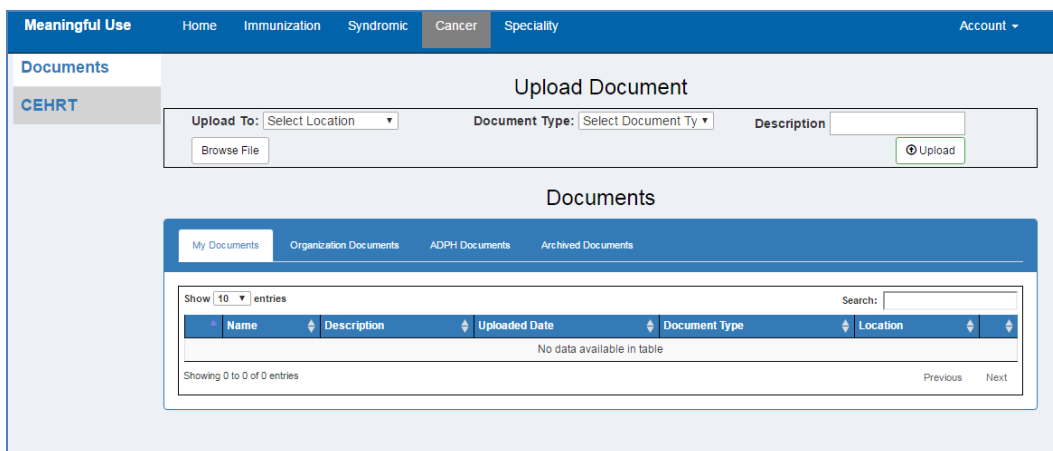 Meaningful Use Home Immunization Syndromic Cancer Speciality Account
Documents
CEHRT
Upload Document
Upload To: Select Location Document Type: Select Document Ty Description
Browse File Upload
Documents
My Documents Organization Documents ADPH Documents Archived Documents
Show 10 entries Search:
Name Description Uploaded Date Document Type Location
No data available in table
Showing 0 to 0 of 0 entries Previous Next